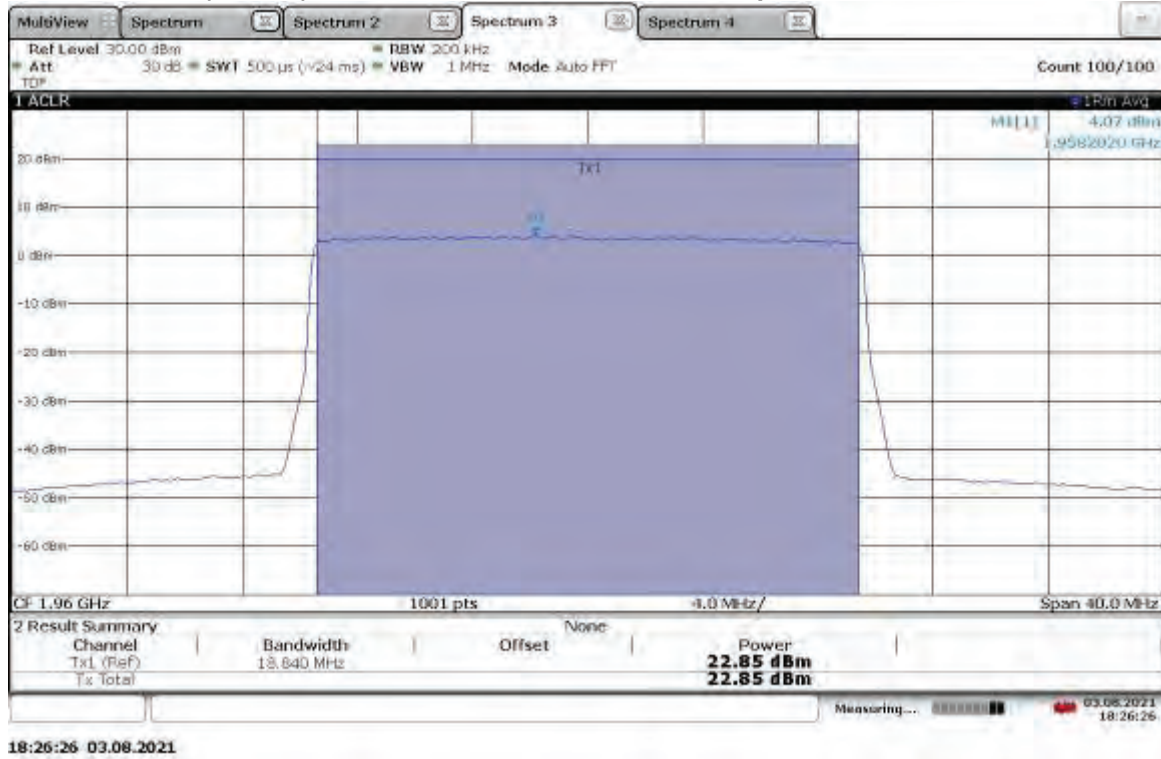 MultiView Spectrum Spectrum 2 Spectrum 3 Spectrum 4
Ref Level 30.00 dBm RBW 200 kHz
Att 30 dB SWT 500 µs (~24 ms) VBW 1 MHz Mode Auto FFT Count 100/100
TDF
1 ACLR 1Rm Avg
M1[1] 4.07 dBm
1.9582020 GHz
20 dBm
Tx1
10 dBm
M1
0 dBm
-10 dBm
-20 dBm
-30 dBm
-40 dBm
-50 dBm
-60 dBm
CF 1.96 GHz 1001 pts 4.0 MHz/ Span 40.0 MHz
2 Result Summary None
Channel Bandwidth Offset Power
Tx1 (Ref) 18.840 MHz 22.85 dBm
Tx Total 22.85 dBm
Measuring... 03.08.2021
18:26:26
18:26:26 03.08.2021